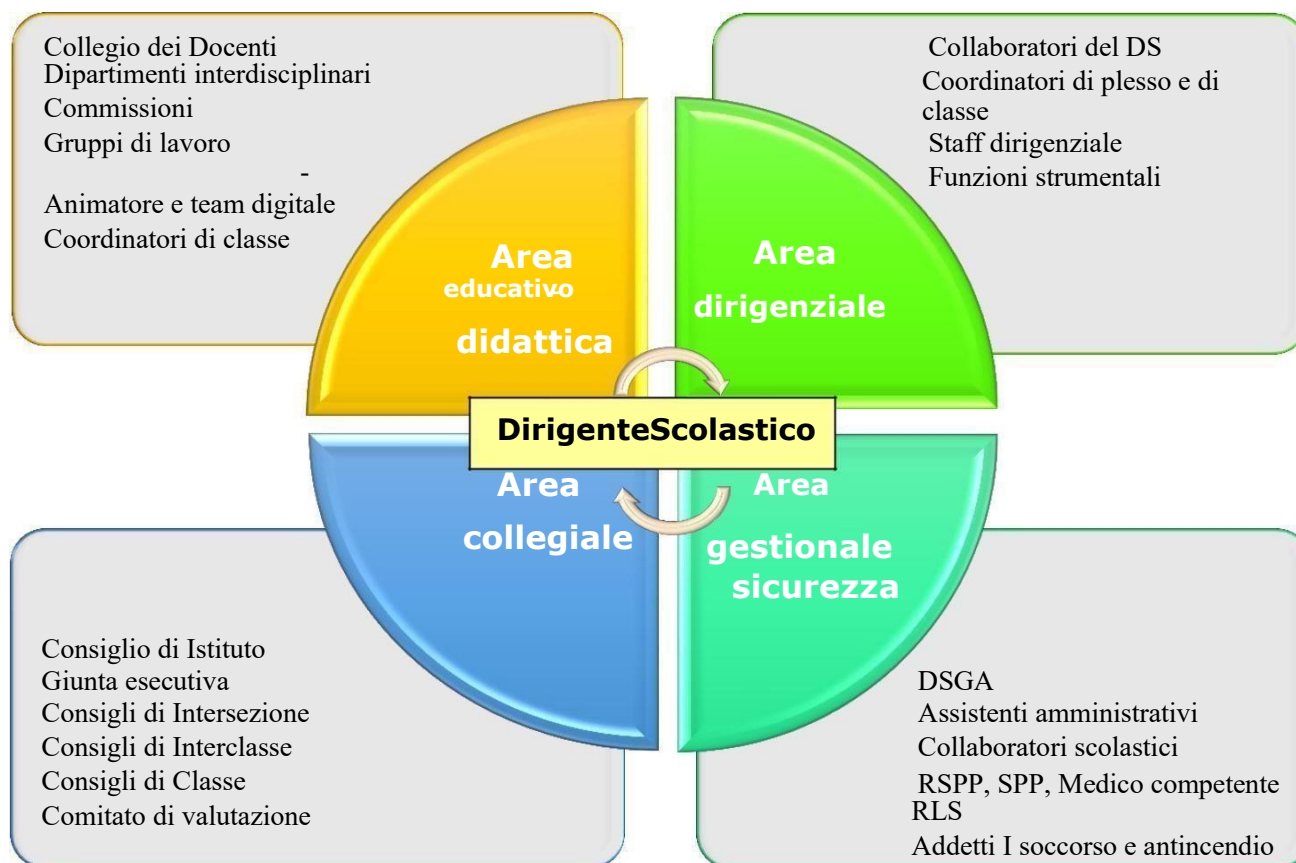 Collegio dei Docenti
Dipartimenti interdisciplinari
Commissioni
Gruppi di lavoro
-
Animatore e team digitale
Coordinatori di classe
Collaboratori del DS
Coordinatori di plesso e di
classe
Staff dirigenziale
Funzioni strumentali
Area
educativo-
didattica
Area
dirigenziale
DirigenteScolastico
Area
collegiale
Area
gestionale
sicurezza
Consiglio di Istituto
Giunta esecutiva
Consigli di Intersezione
Consigli di Interclasse
Consigli di Classe
Comitato di valutazione
DSGA
Assistenti amministrativi
Collaboratori scolastici
RSPP, SPP, Medico competente
RLS
Addetti I soccorso e antincendio